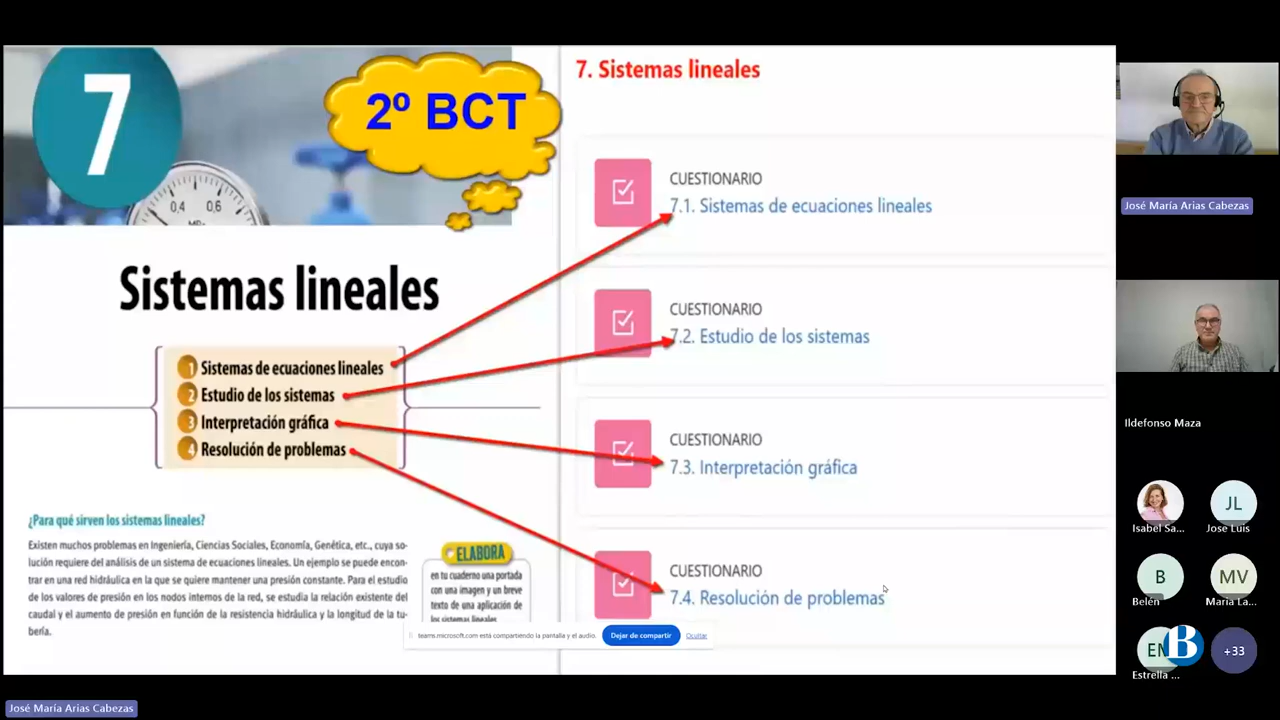 7
2º BCT
0,4 0,6
Sistemas lineales
1 Sistemas de ecuaciones lineales
2 Estudio de los sistemas
3 Interpretación gráfica
4 Resolución de problemas
¿Para qué sirven los sistemas lineales?
Existen muchos problemas en Ingeniería, Ciencias Sociales, Economía, Genética, etc., cuya so-
lución requiere del análisis de un sistema de ecuaciones lineales. Un ejemplo se puede encon-
trar en una red hidráulica en la que se quiere mantener una presión constante. Para el estudio
de los valores de presión en los nodos internos de la red, se estudia la relación existente del
caudal y el aumento de presión en función de la resistencia hidráulica y la longitud de la tu-
bería.
ELABORA
en tu cuaderno una portada
con una imagen y un breve
texto de una aplicación de
los sistemas lineales
7. Sistemas lineales
CUESTIONARIO
7.1. Sistemas de ecuaciones lineales
CUESTIONARIO
7.2. Estudio de los sistemas
CUESTIONARIO
7.3. Interpretación gráfica
CUESTIONARIO
7.4. Resolución de problemas
teams.microsoft.com está compartiendo la pantalla y el audio.
Dejar de compartir
Ocultar
José María Arias Cabezas
Ildefonso Maza
Isabel Sa...
JL
Jose Luis
B
Belén
MV
María La...
EM
B
Estrella ...
+33
José María Arias Cabezas